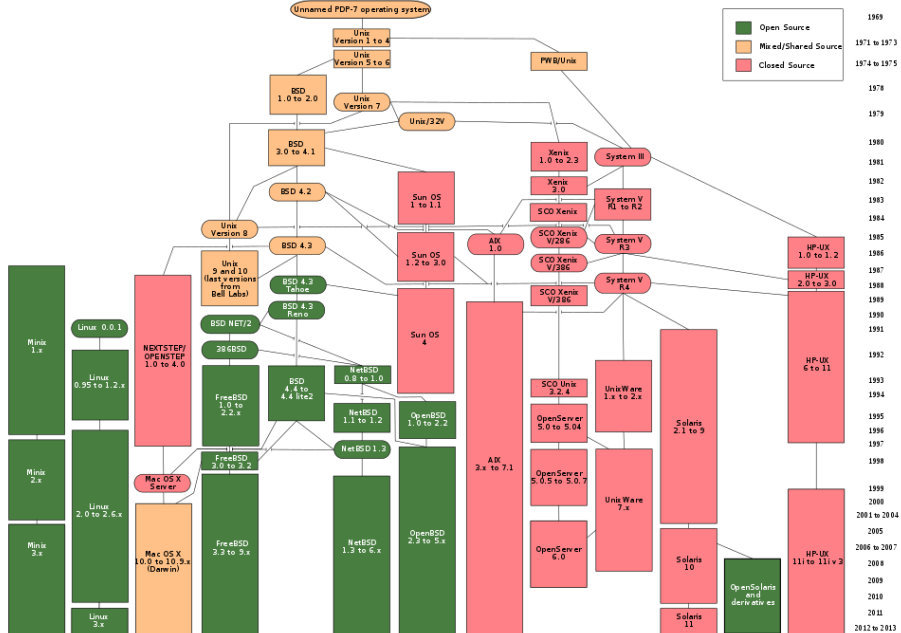 Unnamed PDP-7 operating system
Open Source
Mixed/Shared Source
Closed Source
1969
1971 to 1973
1974 to 1975
1978
1979
1980
1981
1982
1983
1984
1985
1986
1987
1988
1989
1990
1991
1992
1993
1994
1995
1996
1997
1998
1999
2000
2001 to 2004
2005
2006 to 2007
2008
2009
2010
2011
2012 to 2013
Unix
Version 1 to 4
Unix
Version 5 to 6
PWB/Unix
BSD
1.0 to 2.0
Unix
Version 7
Unix/32V
BSD
3.0 to 4.1
Xenix
1.0 to 2.3
System III
Xenix
3.0
Sun OS
1 to 1.1
BSD 4.2
System V
R1 to R2
SCO Xenix
Unix
Version 8
SCO Xenix
V/286
System V
R3
AIX
1.0
BSD 4.3
HP-UX
1.0 to 1.2
Sun OS
1.2 to 3.0
SCO Xenix
V/386
Unix
9 and 10
(last versions
from
Bell Labs)
BSD 4.3
Tahoe
System V
R4
HP-UX
2.0 to 3.0
SCO Xenix
V/386
BSD 4.3
Reno
BSD NET/2
Linux 0.0.1
Sun OS
4
Minix
1.x
386BSD
NEXTSTEP/
OPENSTEP
1.0 to 4.0
HP-UX
6 to 11
NetBSD
0.8 to 1.0
Linux
0.95 to 1.2.x
BSD
4.4 to
4.4 lite2
SCO Unix
3.2.4
UnixWare
1.x to 2.x
FreeBSD
1.0 to
2.2.x
NetBSD
1.1 to 1.2
OpenBSD
1.0 to 2.2
OpenServer
5.0 to 5.04
Solaris
2.1 to 9
NetBSD 1.3
FreeBSD
3.0 to 3.2
AIX
3.x to 7.1
Minix
2.x
Mac OS X
Server
OpenServer
5.0.5 to 5.0.7
UnixWare
7.x
Linux
2.0 to 2.6.x
Mac OS X
10.0 to 10.9.x
(Darwin)
FreeBSD
3.3 to 9.x
NetBSD
1.3 to 6.x
OpenBSD
2.3 to 5.x
OpenServer
6.0
Solaris
10
HP-UX
11i to 11i v3
Minix
3.x
OpenSolaris
and
derivatives
Linux
3.x
Solaris
11